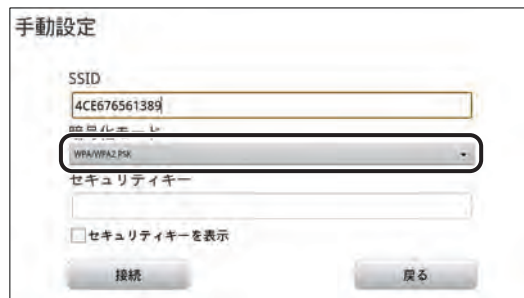 手動設定
SSID
4CE676561389
暗号化モード
WPA/WPA2 PSK
セキュリティキー
セキュリティキーを表示
接続
戻る